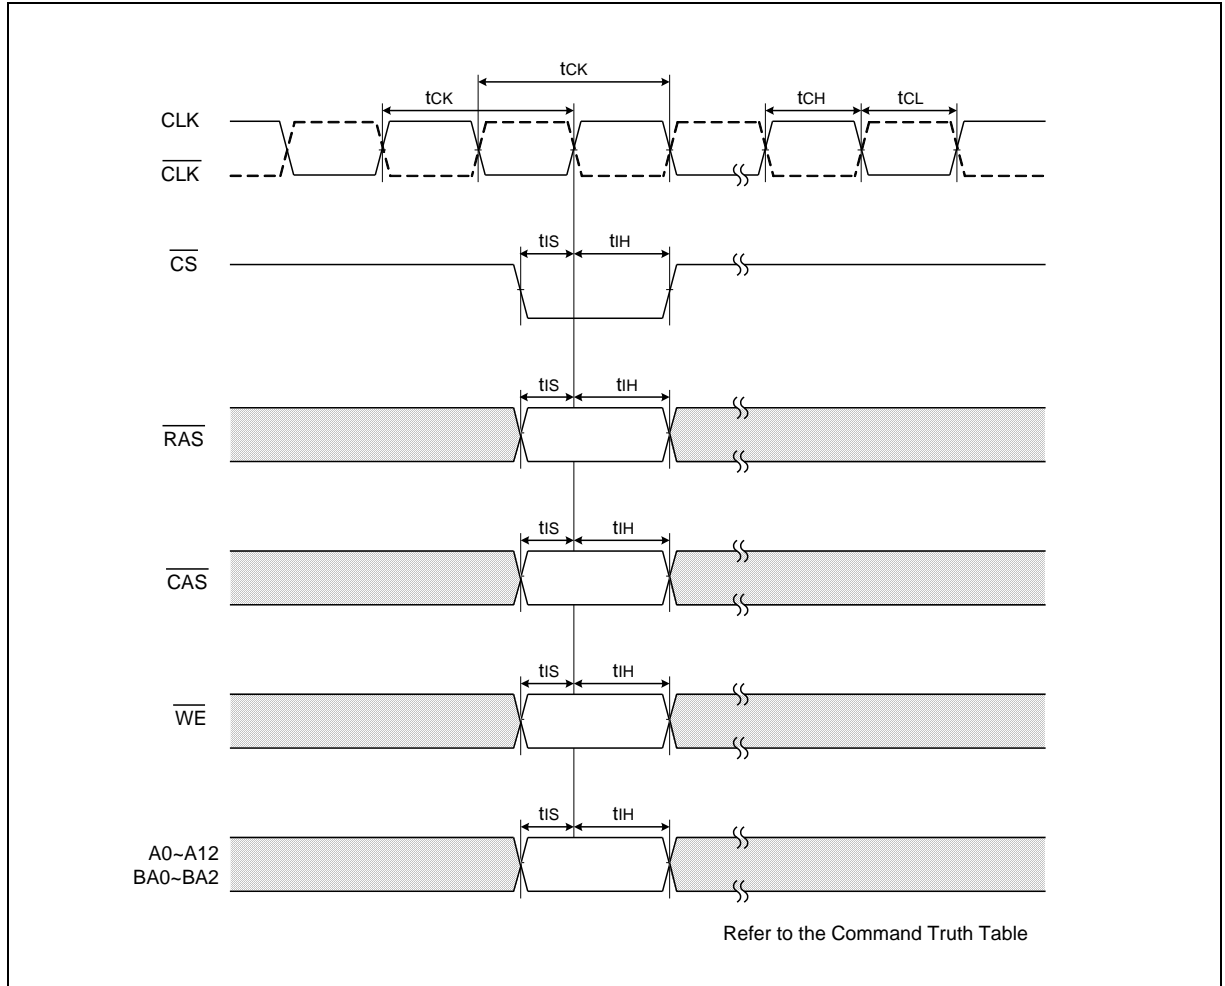 tCK
tCK tCH tCL
CLK
CLK
tIS tIH
CS
tIS tIH
RAS
tIS tIH
CAS
tIS tIH
WE
tIS tIH
A0~A12
BA0~BA2
Refer to the Command Truth Table